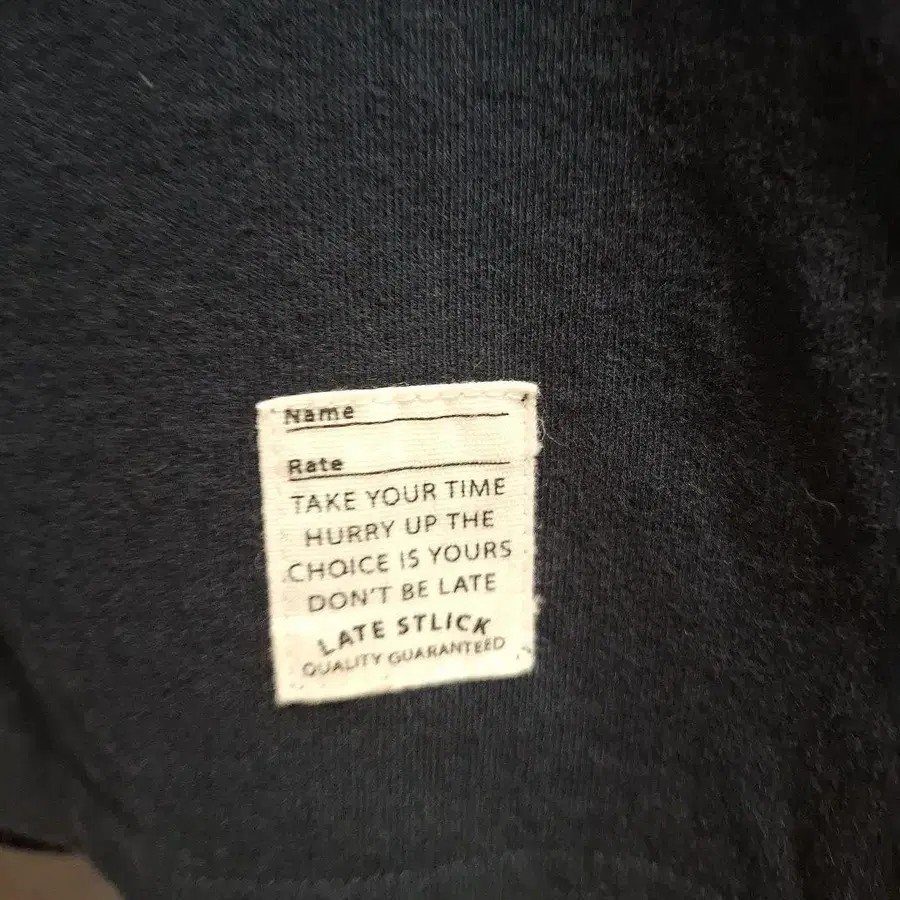 Name
Rate
TAKE YOUR TIME
HURRY UP THE
CHOICE IS YOURS
DON'T BE LATE
LATE STLICK
QUALITY GUARANTEED